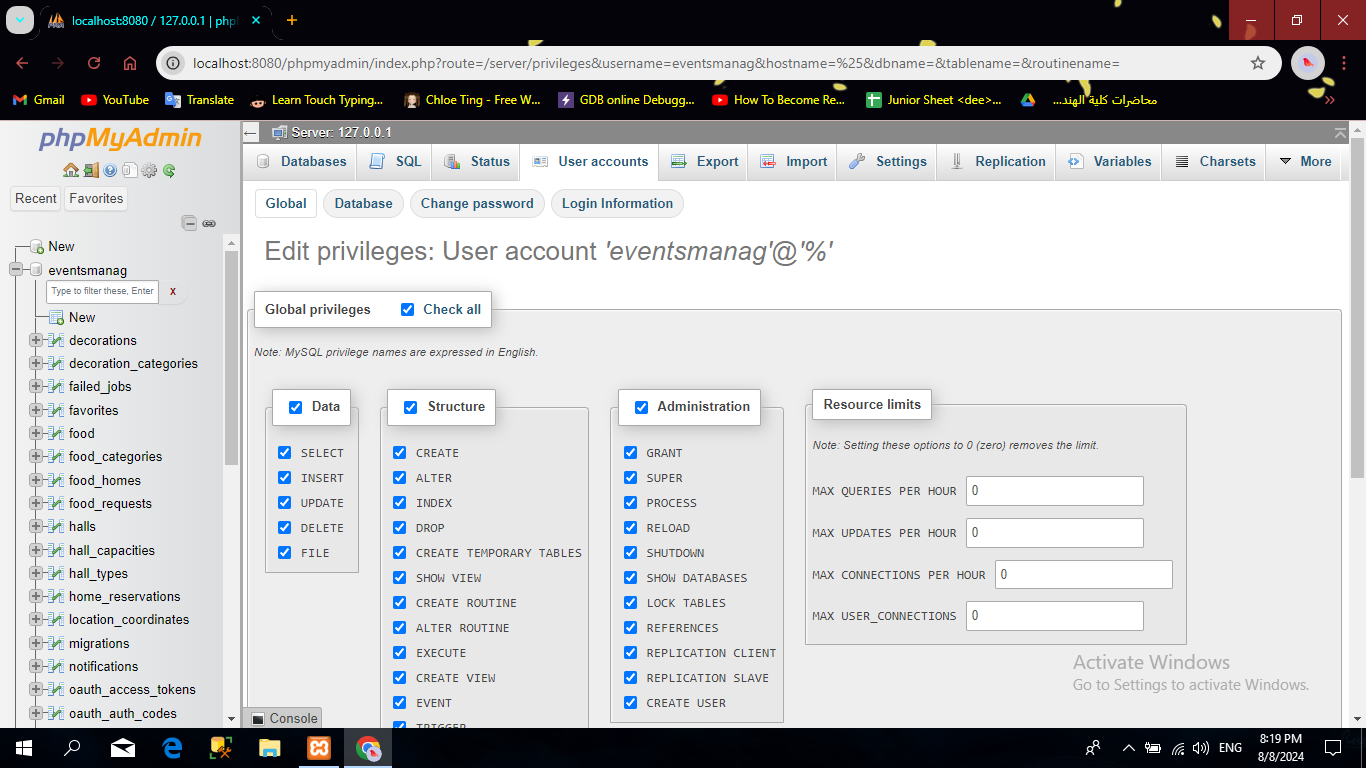 localhost:8080 / 127.0.0.1 | php
localhost:8080/phpmyadmin/index.php?route=/server/privileges&username=eventsmanag&hostname=%25&dbname=&tablename=&routinename=
Gmail
YouTube
Translate
Learn Touch Typing...
Chloe Ting - Free W...
GDB online Debugg...
How To Become Re...
Junior Sheet <dee>...
محاضرات كلية الهند...
phpMyAdmin
Recent
Favorites
New
eventsmanag
Type to filter these, Enter
X
New
decorations
decoration_categories
failed_jobs
favorites
food
food_categories
food_homes
food_requests
halls
hall_capacities
hall_types
home_reservations
location_coordinates
migrations
notifications
oauth_access_tokens
oauth_auth_codes
Server: 127.0.0.1
Databases
SQL
Status
User accounts
Export
Import
Settings
Replication
Variables
Charsets
More
Global
Database
Change password
Login Information
Edit privileges: User account 'eventsmanag'@'%'
Global privileges
Check all
Note: MySQL privilege names are expressed in English.
Data
SELECT
INSERT
UPDATE
DELETE
FILE
Structure
CREATE
ALTER
INDEX
DROP
CREATE TEMPORARY TABLES
SHOW VIEW
CREATE ROUTINE
ALTER ROUTINE
EXECUTE
CREATE VIEW
EVENT
TRIGGER
Administration
GRANT
SUPER
PROCESS
RELOAD
SHUTDOWN
SHOW DATABASES
LOCK TABLES
REFERENCES
REPLICATION CLIENT
REPLICATION SLAVE
CREATE USER
Resource limits
Note: Setting these options to 0 (zero) removes the limit.
MAX QUERIES PER HOUR 0
MAX UPDATES PER HOUR 0
MAX CONNECTIONS PER HOUR 0
MAX USER_CONNECTIONS 0
Activate Windows
Go to Settings to activate Windows.
Console
ENG
8:19 PM
8/8/2024